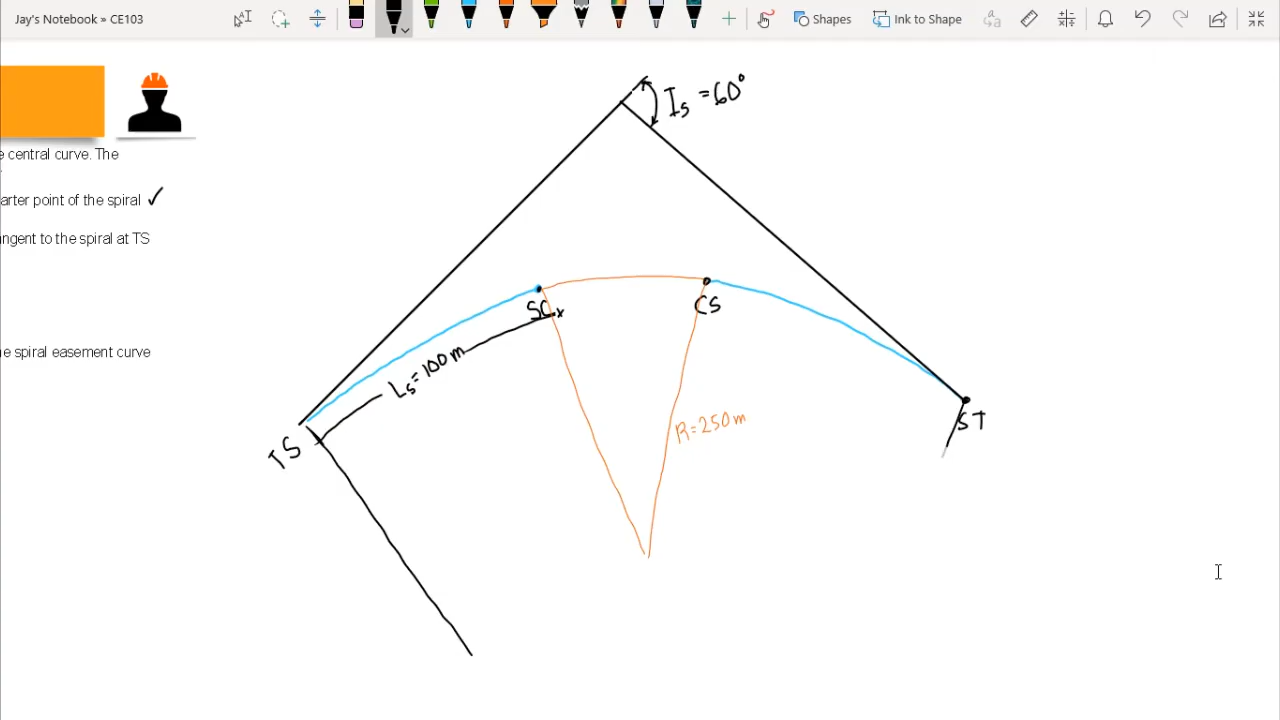 Jay's Notebook » CE103
Shapes
Ink to Shape
Is = 60°
e central curve. The
arter point of the spiral ✓
angent to the spiral at TS
SC
CS
e spiral easement curve
Ls = 100 m
R = 250 m
ST
TS